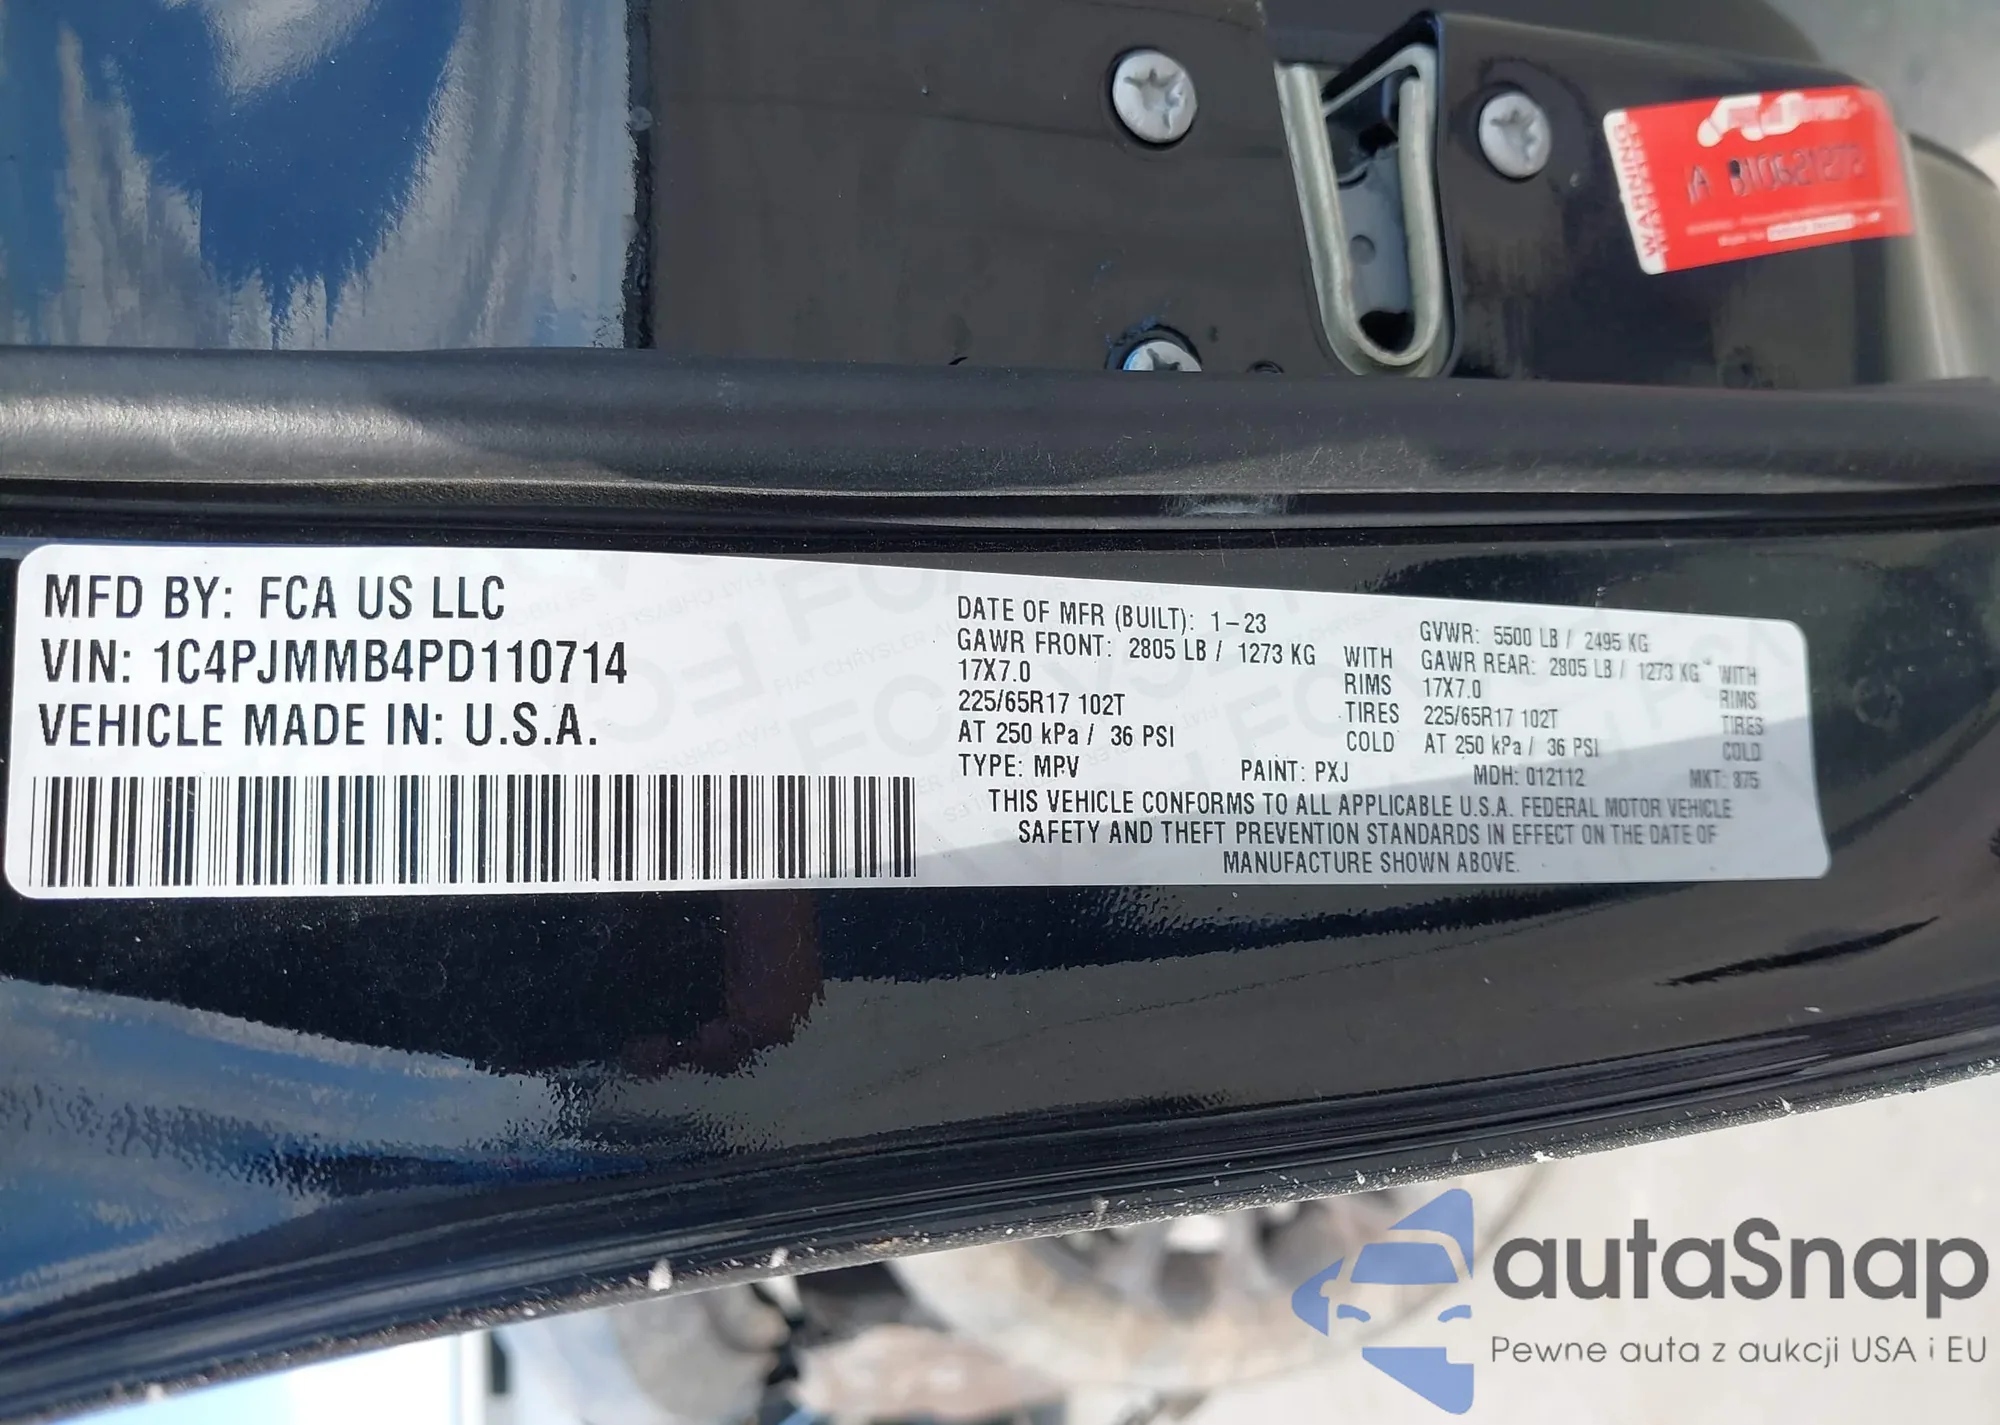 WARNING
MFD BY: FCA US LLC
VIN: 1C4PJMMB4PD110714
VEHICLE MADE IN: U.S.A.
DATE OF MFR (BUILT): 1-23 GVWR: 5500 LB / 2495 KG
GAWR FRONT: 2805 LB / 1273 KG WITH GAWR REAR: 2805 LB / 1273 KG WITH
17X7.0 RIMS 17X7.0 RIMS
225/65R17 102T TIRES 225/65R17 102T TIRES
AT 250 kPa / 36 PSI COLD AT 250 kPa / 36 PSI COLD
TYPE: MPV PAINT: PXJ MDH: 012112 MKT: 875
THIS VEHICLE CONFORMS TO ALL APPLICABLE U.S.A. FEDERAL MOTOR VEHICLE
SAFETY AND THEFT PREVENTION STANDARDS IN EFFECT ON THE DATE OF
MANUFACTURE SHOWN ABOVE.
autaSnap
Pewne auta z aukcji USA i EU